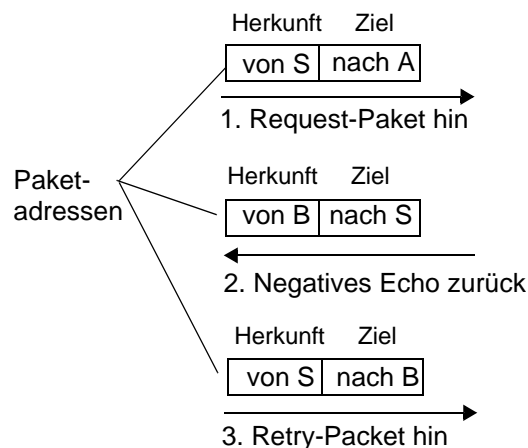 Herkunft Ziel
von S nach A
1. Request-Paket hin
Paket-
adressen
Herkunft Ziel
von B nach S
2. Negatives Echo zurück
Herkunft Ziel
von S nach B
3. Retry-Packet hin